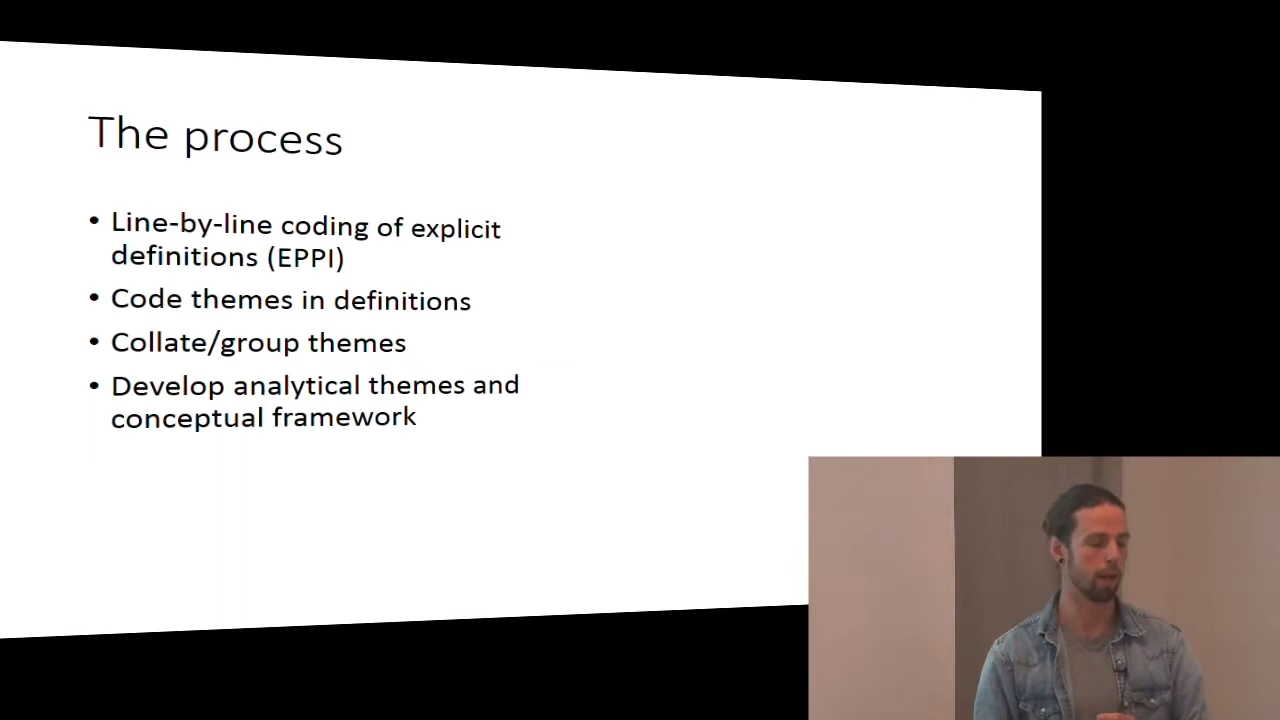 The process
• Line-by-line coding of explicit
definitions (EPPI)
• Code themes in definitions
• Collate/group themes
• Develop analytical themes and
conceptual framework